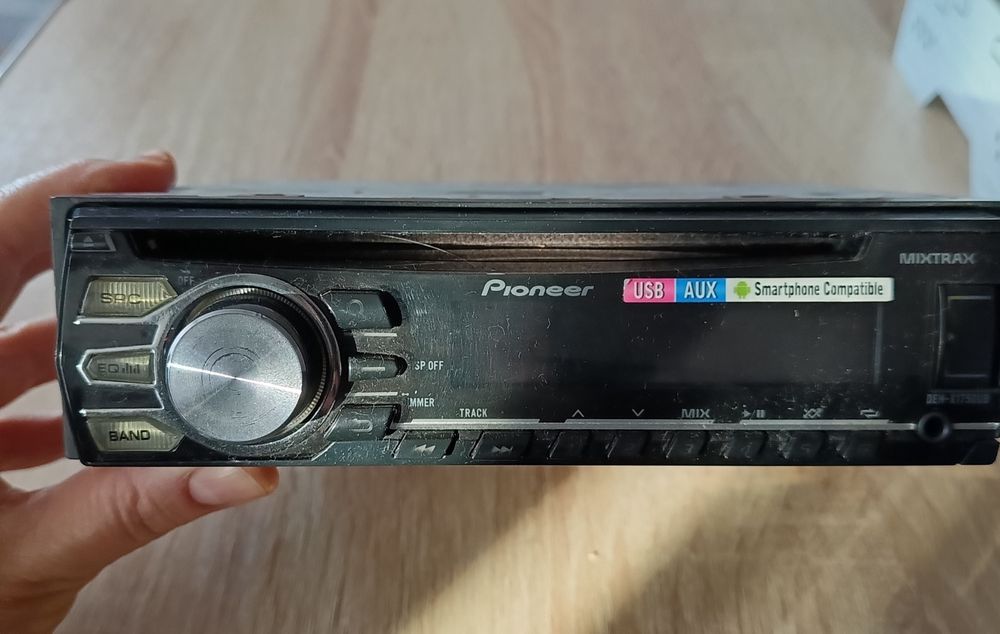 MIXTRAX
OFF
SRC
Pioneer
USB AUX Smartphone Compatible
EQ
SP OFF
MMER
TRACK
MIX
BAND